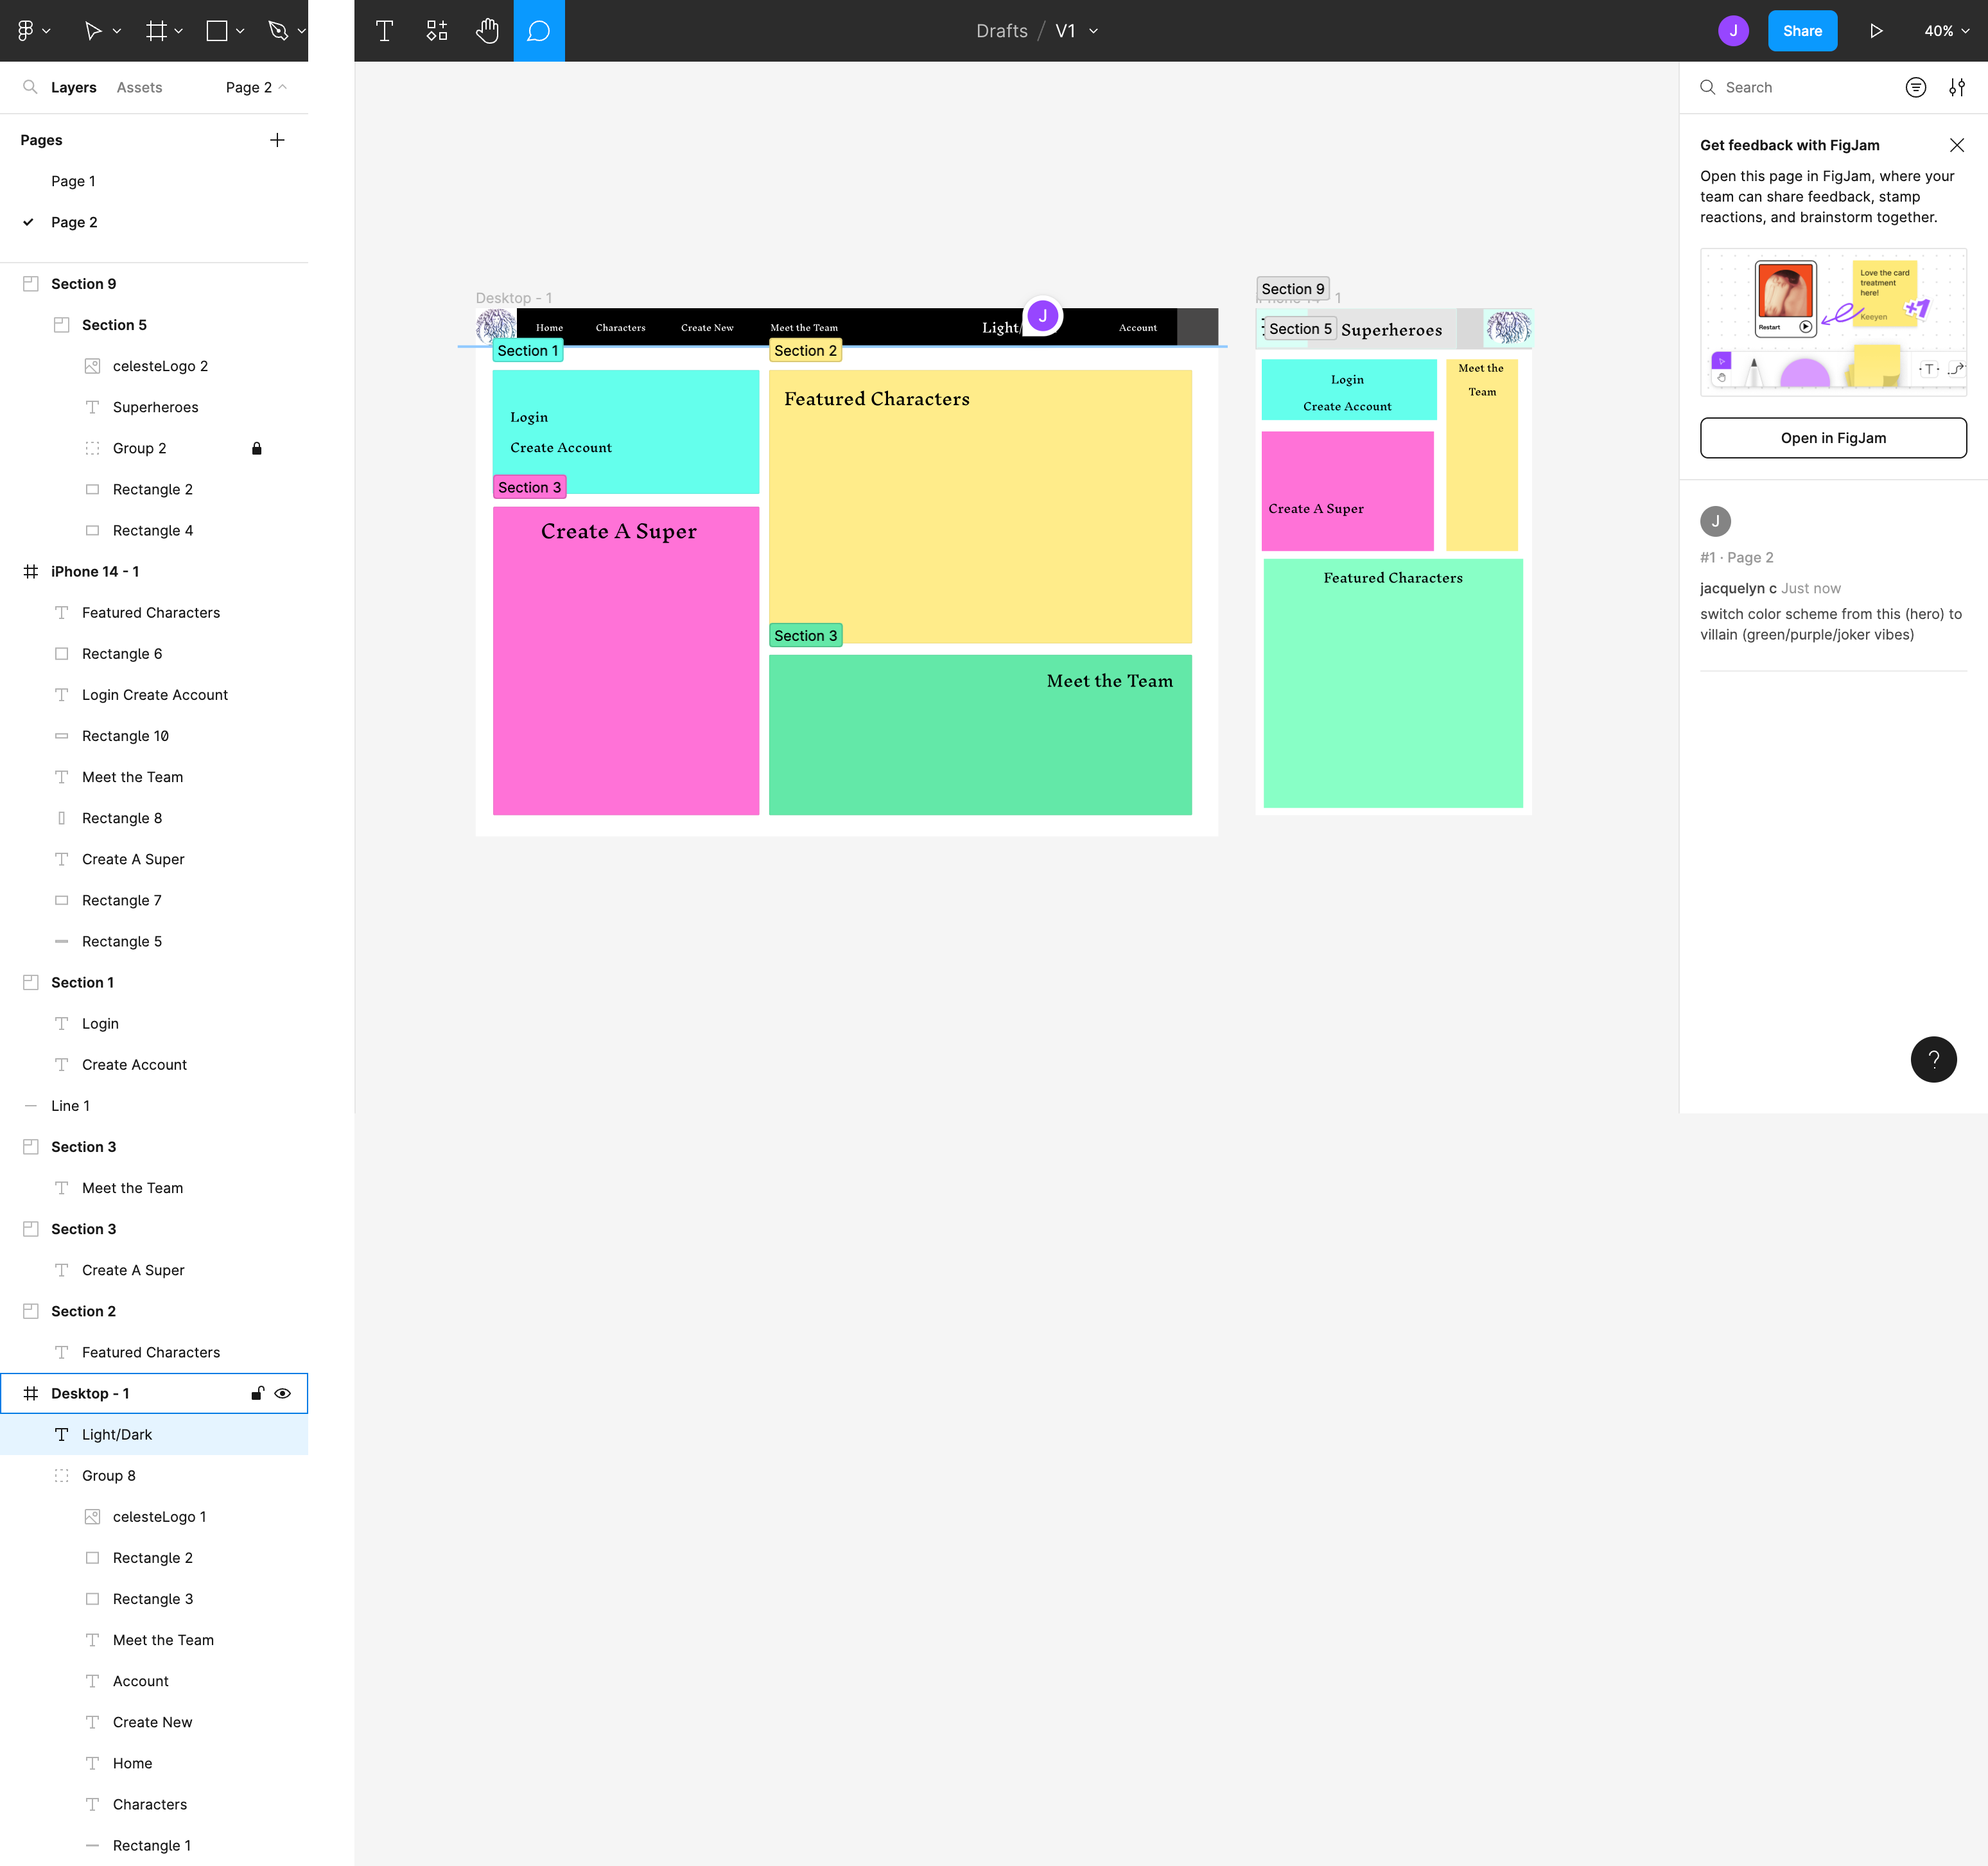 Drafts / V1
J
Share
40%
Layers
Assets
Page 2
Pages
Page 1
Page 2
Section 9
Section 5
celesteLogo 2
Superheroes
Group 2
Rectangle 2
Rectangle 4
iPhone 14 - 1
Featured Characters
Rectangle 6
Login Create Account
Rectangle 10
Meet the Team
Rectangle 8
Create A Super
Rectangle 7
Rectangle 5
Section 1
Login
Create Account
Line 1
Section 3
Meet the Team
Section 3
Create A Super
Section 2
Featured Characters
Desktop - 1
Light/Dark
Group 8
celesteLogo 1
Rectangle 2
Rectangle 3
Meet the Team
Account
Create New
Home
Characters
Rectangle 1
Desktop - 1
Home
Characters
Create New
Meet the Team
Light/
J
Account
Section 1
Login
Create Account
Section 2
Featured Characters
Section 3
Create A Super
Section 3
Meet the Team
Section 9
1
Section 5
Superheroes
Login
Create Account
Meet the
Team
Create A Super
Featured Characters
Search
Get feedback with FigJam
Open this page in FigJam, where your
team can share feedback, stamp
reactions, and brainstorm together.
Restart
Love the card
treatment
here!
Keeyen
+1
T
Open in FigJam
J
#1 · Page 2
jacquelyn c Just now
switch color scheme from this (hero) to
villain (green/purple/joker vibes)
?